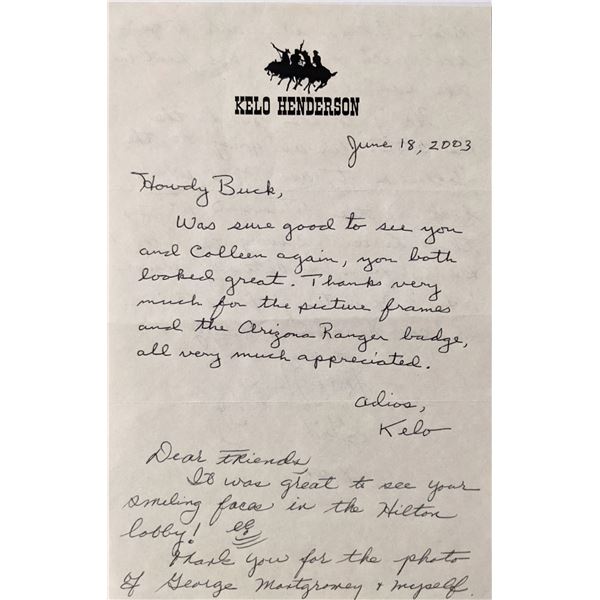 KELO HENDERSON
June 18, 2003
Howdy Buck,
Was sure good to see you
and Colleen again, you both
looked great. Thanks very
much for the picture frames
and the Arizona Ranger badge,
all very much appreciated.
Adios,
Kelo
Dear Friends,
It was great to see your
smiling faces in the Hilton
lobby!
Thank you for the photo
of George Montgromey & myself.